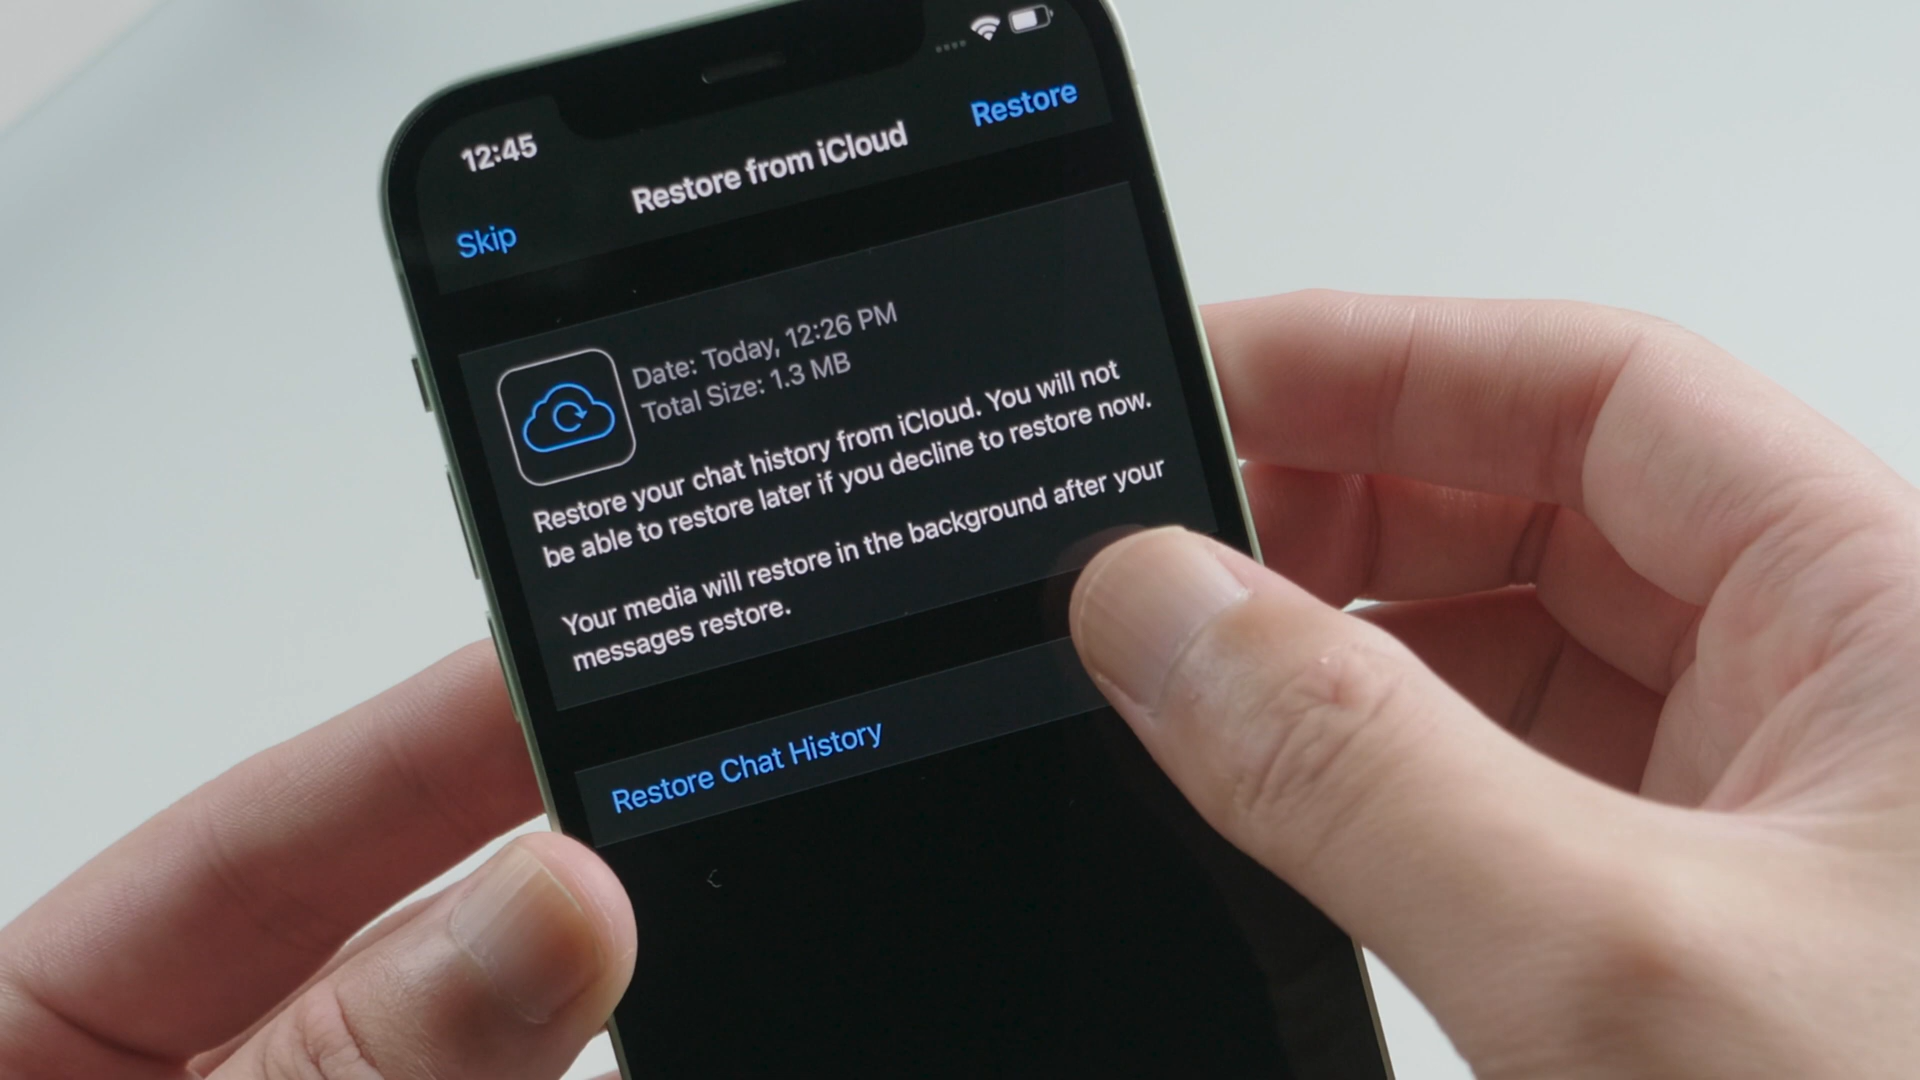 12:45
Restore from iCloud
Restore
Skip
Date: Today, 12:26 PM
Total Size: 1.3 MB
Restore your chat history from iCloud. You will not
be able to restore later if you decline to restore now.
Your media will restore in the background after your
messages restore.
Restore Chat History